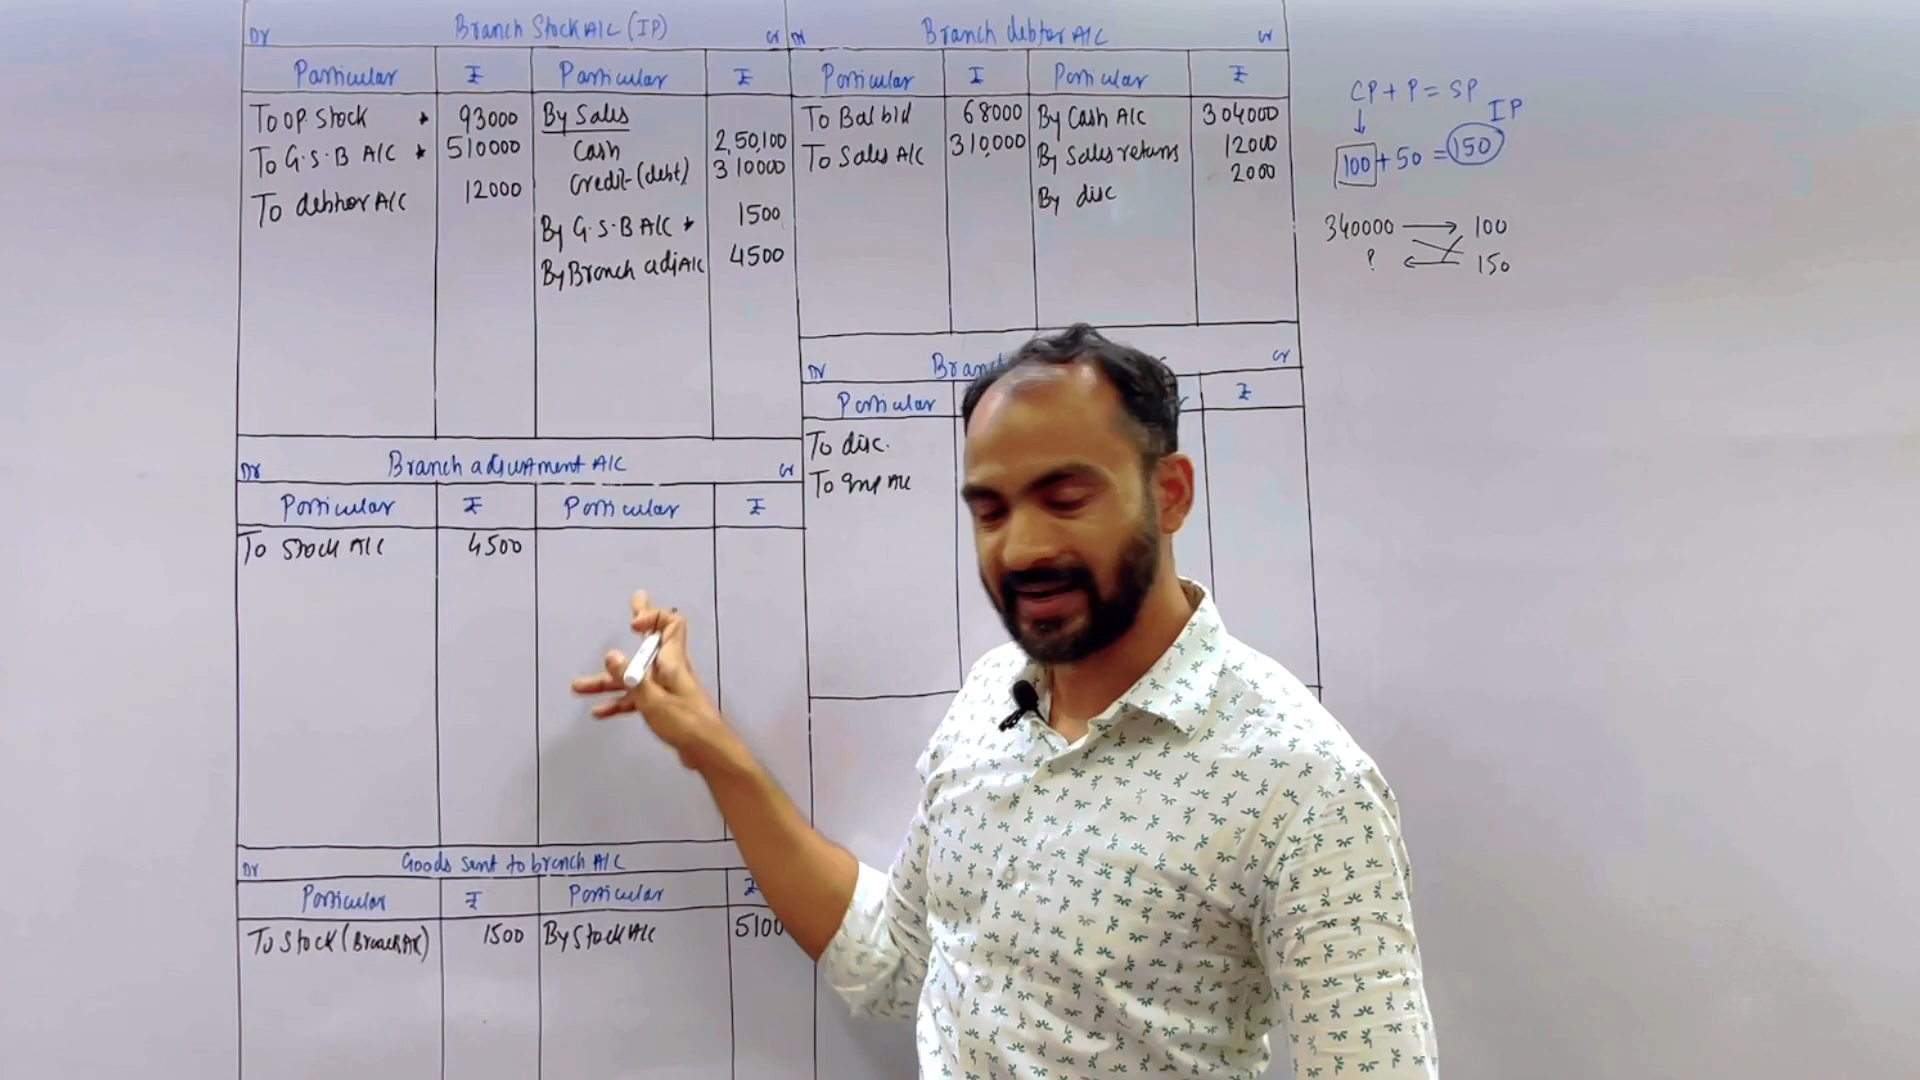 Dr Branch Stock A/C (IP) Cr
Particular ₹ Particular ₹
To op stock * 93000 By Sales
Cash 2,50,100
To G.S.B A/C * 510000 Credit (debt) 310000
To debtor A/C 12000
By G.S.B A/C * 1500
By Branch adj A/C 4500
Dr Branch debtor A/C Cr
Particular ₹ Particular ₹
To Bal b/d 68000 By Cash A/C 304000
To Sales A/C 310,000 By Sales returns 12000
By disc 2000
CP + P = SP
IP
100 + 50 = 150
340000 → 100
? ← 150
Dr Branch adjustment A/C Cr
Particular ₹ Particular ₹
To Stock A/C 4500
Dr Bran Cr
Particular ₹
To disc.
To
Dr Goods sent to branch A/C
Particular ₹ Particular ₹
To Stock (Branch A/C) 1500 By Stock A/C 5100